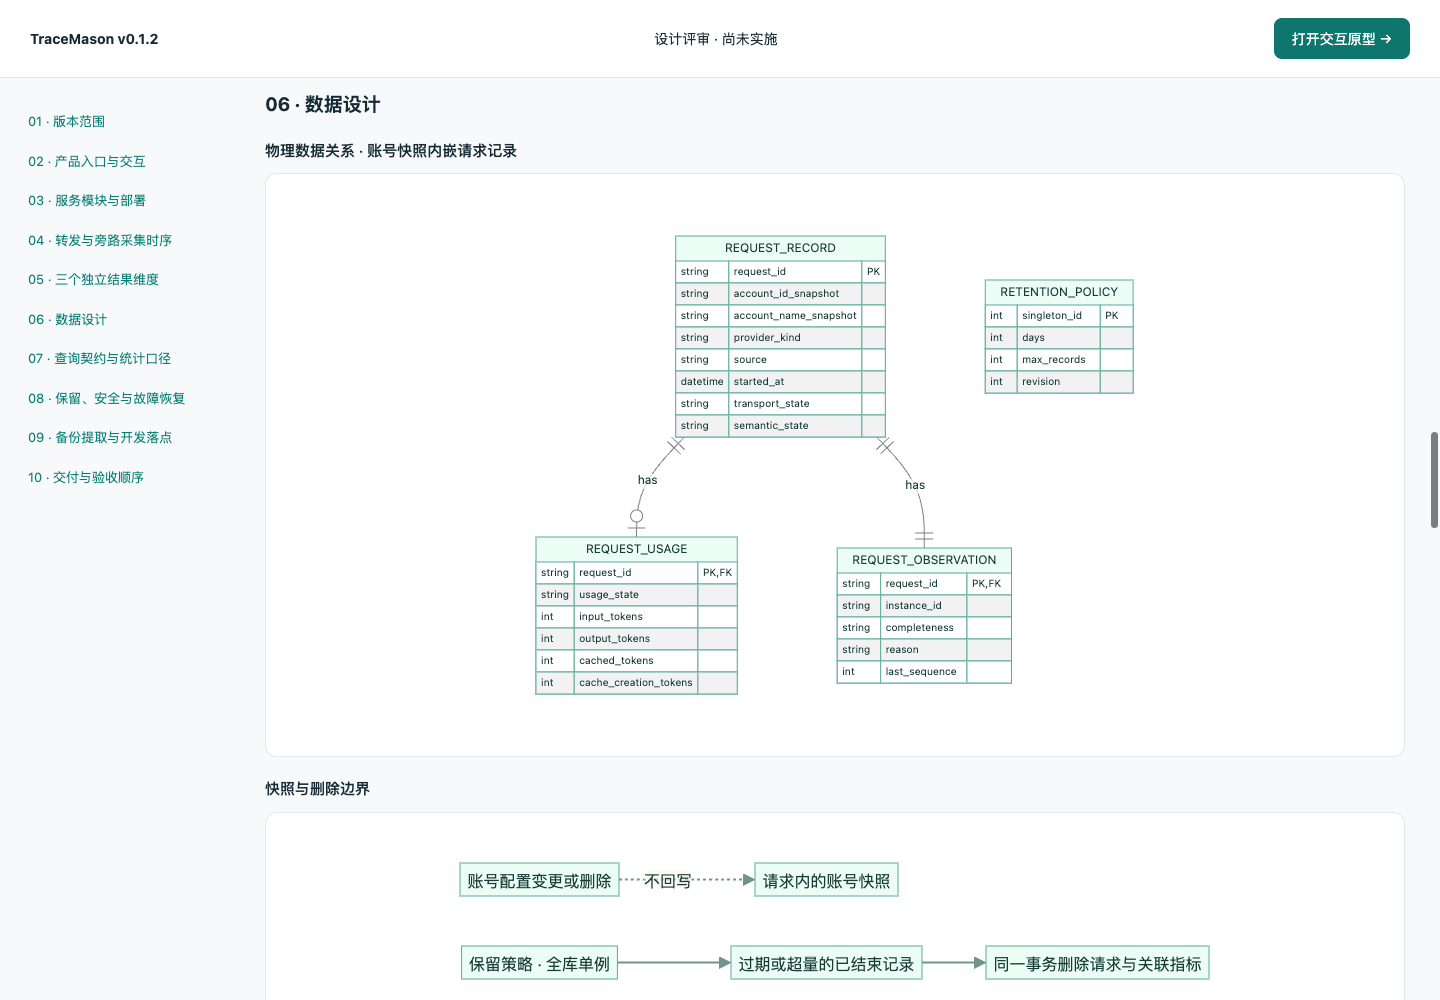 TraceMason v0.1.2
设计评审 · 尚未实施
打开交互原型 →
01 · 版本范围
02 · 产品入口与交互
03 · 服务模块与部署
04 · 转发与旁路采集时序
05 · 三个独立结果维度
06 · 数据设计
07 · 查询契约与统计口径
08 · 保留、安全与故障恢复
09 · 备份提取与开发落点
10 · 交付与验收顺序
06 · 数据设计
物理数据关系 · 账号快照内嵌请求记录
REQUEST_RECORD
string request_id PK
string account_id_snapshot
string account_name_snapshot
string provider_kind
string source
datetime started_at
string transport_state
string semantic_state
RETENTION_POLICY
int singleton_id PK
int days
int max_records
int revision
has
has
REQUEST_USAGE
string request_id PK,FK
string usage_state
int input_tokens
int output_tokens
int cached_tokens
int cache_creation_tokens
REQUEST_OBSERVATION
string request_id PK,FK
string instance_id
string completeness
string reason
int last_sequence
快照与删除边界
账号配置变更或删除 不回写 请求内的账号快照
保留策略 · 全库单例 过期或超量的已结束记录 同一事务删除请求与关联指标